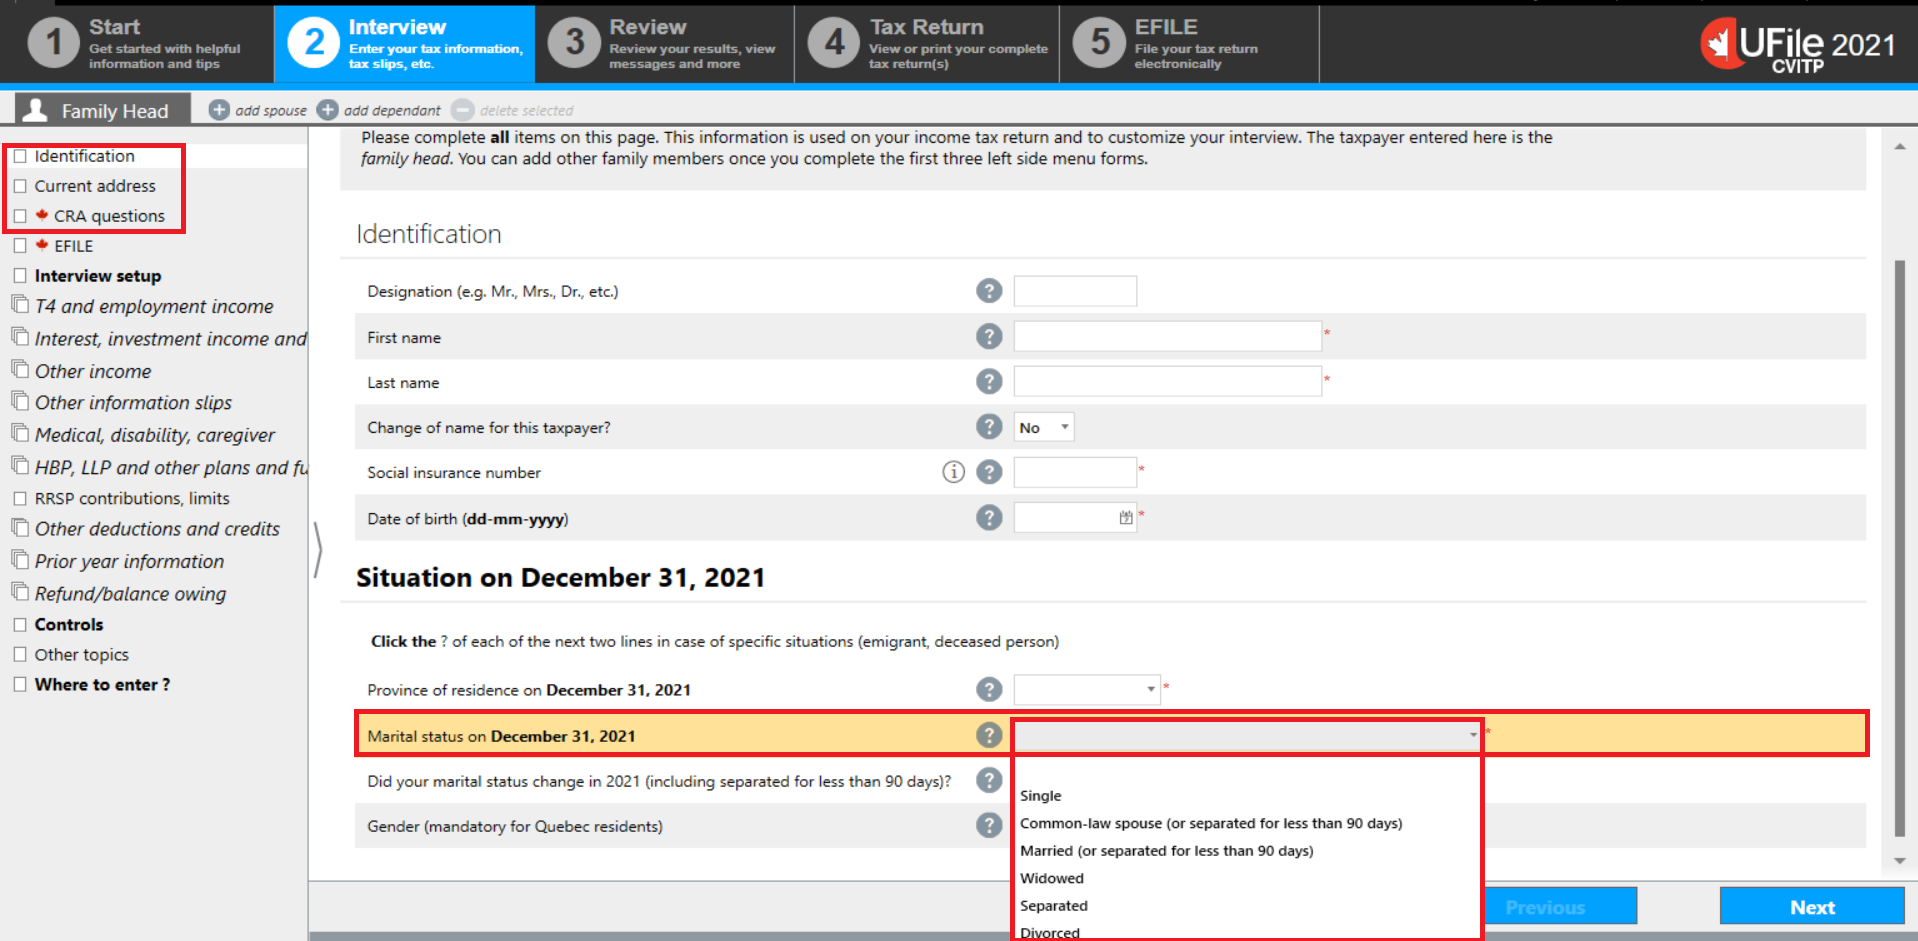 1
Start
Get started with helpful
information and tips
2
Interview
Enter your tax information,
tax slips, etc.
3
Review
Review your results, view
messages and more
4
Tax Return
View or print your complete
tax return(s)
5
EFILE
File your tax return
electronically
UFile 2021
CVITP
Family Head
add spouse
add dependant
delete selected
Identification
Current address
CRA questions
EFILE
Interview setup
T4 and employment income
Interest, investment income and
Other income
Other information slips
Medical, disability, caregiver
HBP, LLP and other plans and fu
RRSP contributions, limits
Other deductions and credits
Prior year information
Refund/balance owing
Controls
Other topics
Where to enter ?
Please complete all items on this page. This information is used on your income tax return and to customize your interview. The taxpayer entered here is the
family head. You can add other family members once you complete the first three left side menu forms.
Identification
Designation (e.g. Mr., Mrs., Dr., etc.) ?
First name ? *
Last name ? *
Change of name for this taxpayer? ? No
Social insurance number i ? *
Date of birth (dd-mm-yyyy) ? 7 *
Situation on December 31, 2021
Click the ? of each of the next two lines in case of specific situations (emigrant, deceased person)
Province of residence on December 31, 2021 ? *
Marital status on December 31, 2021 ? *
Did your marital status change in 2021 (including separated for less than 90 days)? ?
Gender (mandatory for Quebec residents) ?
Single
Common-law spouse (or separated for less than 90 days)
Married (or separated for less than 90 days)
Widowed
Separated
Divorced
Previous
Next